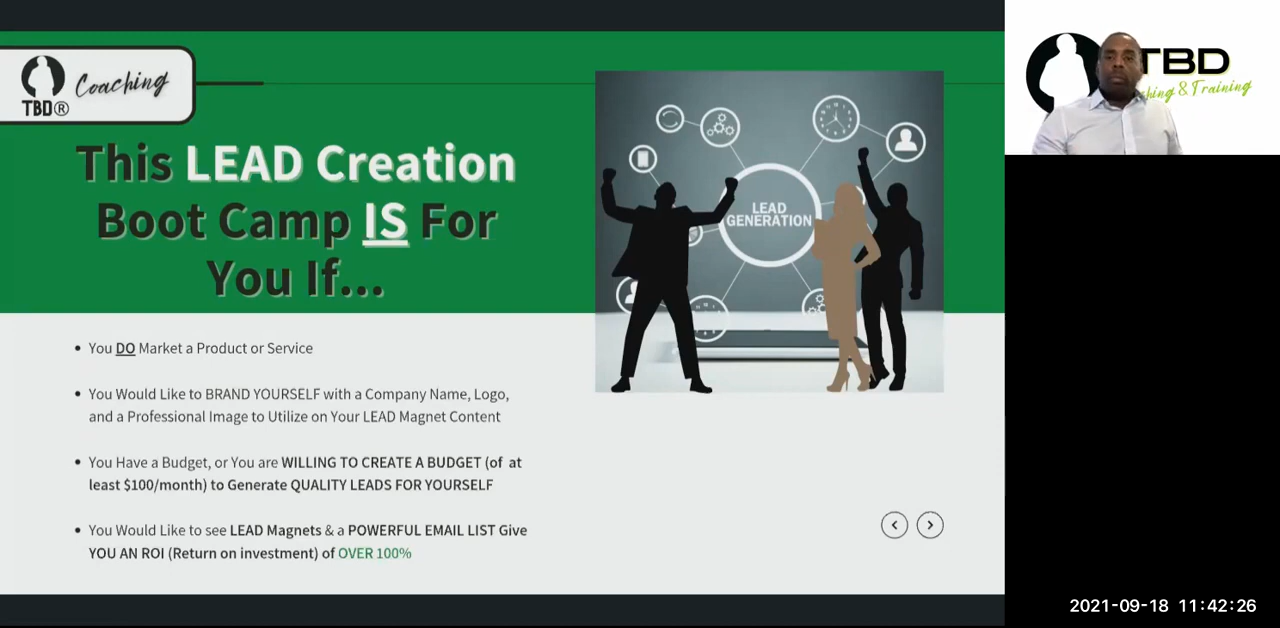 TBD®
Coaching
This LEAD Creation
Boot Camp IS For
You If...
LEAD
GENERATION
You DO Market a Product or Service
You Would Like to BRAND YOURSELF with a Company Name, Logo,
and a Professional Image to Utilize on Your LEAD Magnet Content
You Have a Budget, or You are WILLING TO CREATE A BUDGET (of at
least $100/month) to Generate QUALITY LEADS FOR YOURSELF
You Would Like to see LEAD Magnets & a POWERFUL EMAIL LIST Give
YOU AN ROI (Return on investment) of OVER 100%
TBD
& Training
2021-09-18 11:42:26